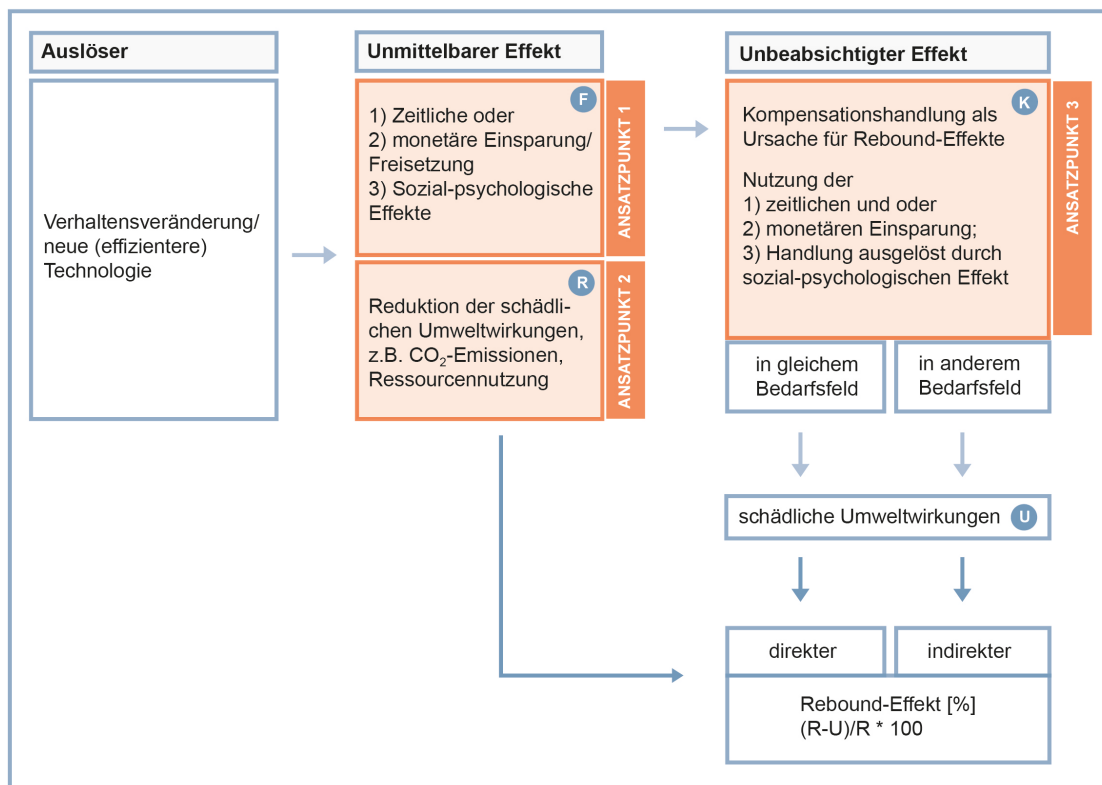 Auslöser
Verhaltensveränderung/
neue (effizientere)
Technologie
Unmittelbarer Effekt
F
1) Zeitliche oder
2) monetäre Einsparung/
Freisetzung
3) Sozial-psychologische
Effekte
ANSATZPUNKT 1
R
Reduktion der schädli-
chen Umweltwirkungen,
z.B. CO₂-Emissionen,
Ressourcennutzung
ANSATZPUNKT 2
Unbeabsichtigter Effekt
K
Kompensationshandlung als
Ursache für Rebound-Effekte
Nutzung der
1) zeitlichen und oder
2) monetären Einsparung;
3) Handlung ausgelöst durch
sozial-psychologischen Effekt
ANSATZPUNKT 3
in gleichem
Bedarfsfeld
in anderem
Bedarfsfeld
schädliche Umweltwirkungen U
direkter
indirekter
Rebound-Effekt [%]
(R-U)/R * 100